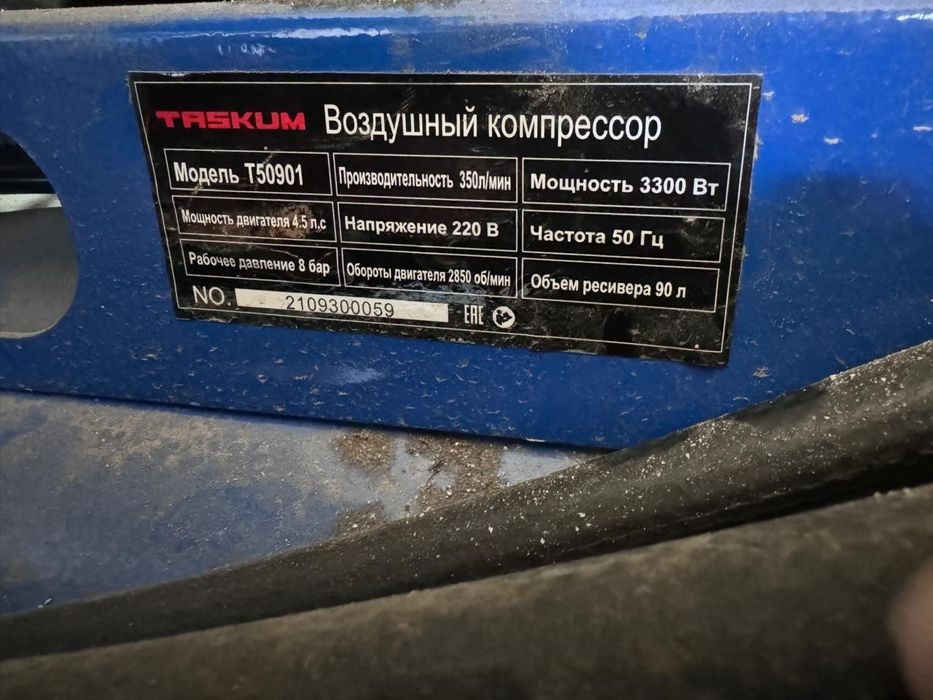 TASKUM Воздушный компрессор
Модель T50901 Производительность 350л/мин Мощность 3300 Вт
Мощность двигателя 4.5 л.с Напряжение 220 В Частота 50 Гц
Рабочее давление 8 бар Обороты двигателя 2850 об/мин Объем ресивера 90 л
NO. 2109300059 EAC